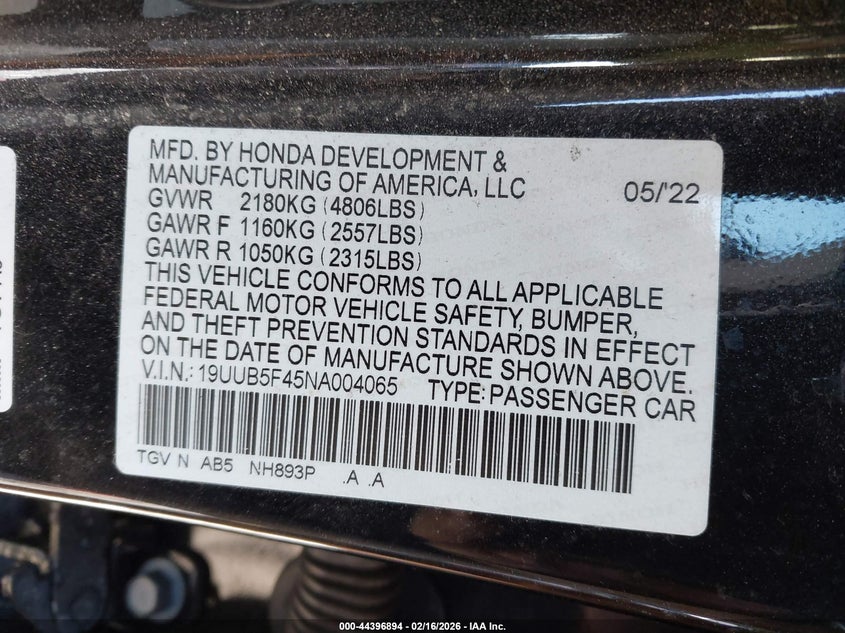 MFD. BY HONDA DEVELOPMENT &
MANUFACTURING OF AMERICA, LLC 05/'22
GVWR 2180KG (4806LBS)
GAWR F 1160KG (2557LBS)
GAWR R 1050KG (2315LBS)
THIS VEHICLE CONFORMS TO ALL APPLICABLE
FEDERAL MOTOR VEHICLE SAFETY, BUMPER,
AND THEFT PREVENTION STANDARDS IN EFFECT
ON THE DATE OF MANUFACTURE SHOWN ABOVE.
V.I.N.: 19UUB5F45NA004065 TYPE: PASSENGER CAR
TGV N AB5 NH893P .A .A
000-44396894 - 02/16/2026 - IAA Inc.